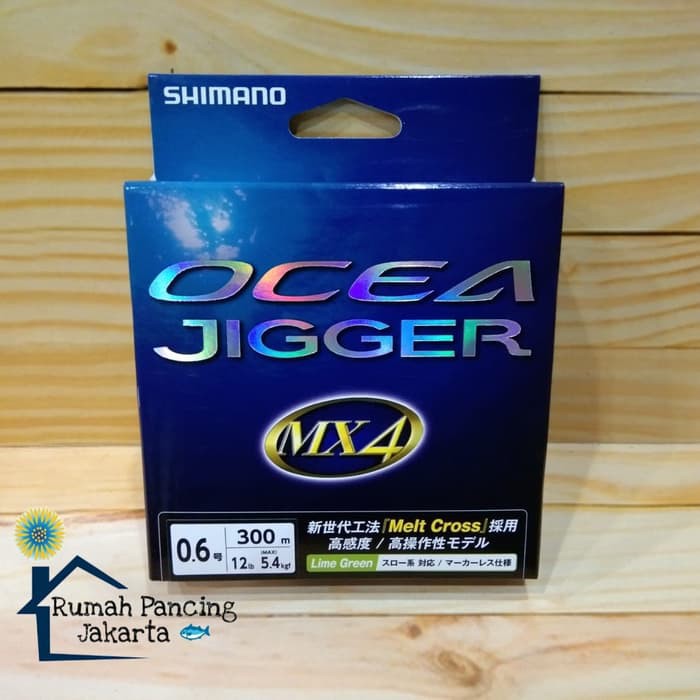 SHIMANO
OCEA
JIGGER
MX4
0.6号
300m
(MAX)
12lb 5.4kgf
新世代工法『Melt Cross』採用
高感度 / 高操作性モデル
Lime Green スロー系 対応 / マーカーレス仕様
Rumah Pancing
Jakarta